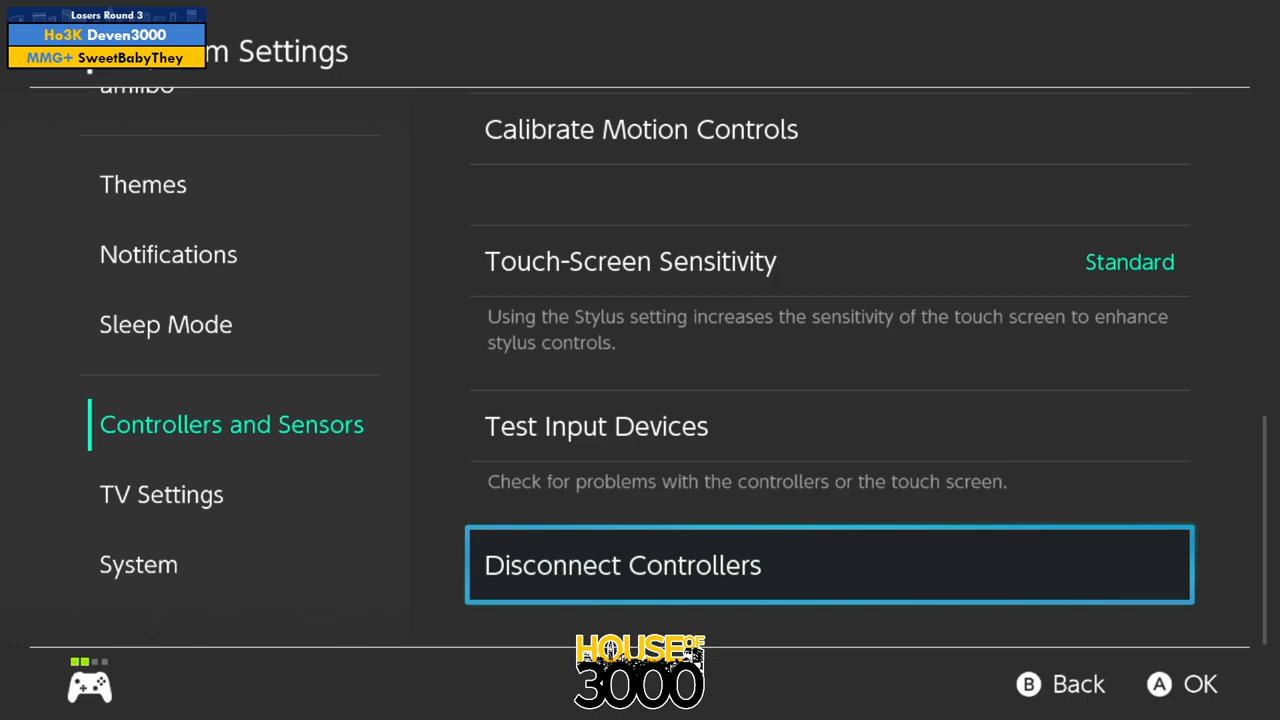 Losers Round 3
Ho3K Deven3000
MMG+ SweetBabyThey
m Settings
amiibo
Themes
Notifications
Sleep Mode
Controllers and Sensors
TV Settings
System
Calibrate Motion Controls
Touch-Screen Sensitivity Standard
Using the Stylus setting increases the sensitivity of the touch screen to enhance
stylus controls.
Test Input Devices
Check for problems with the controllers or the touch screen.
Disconnect Controllers
HOUSE OF
3000
B Back A OK